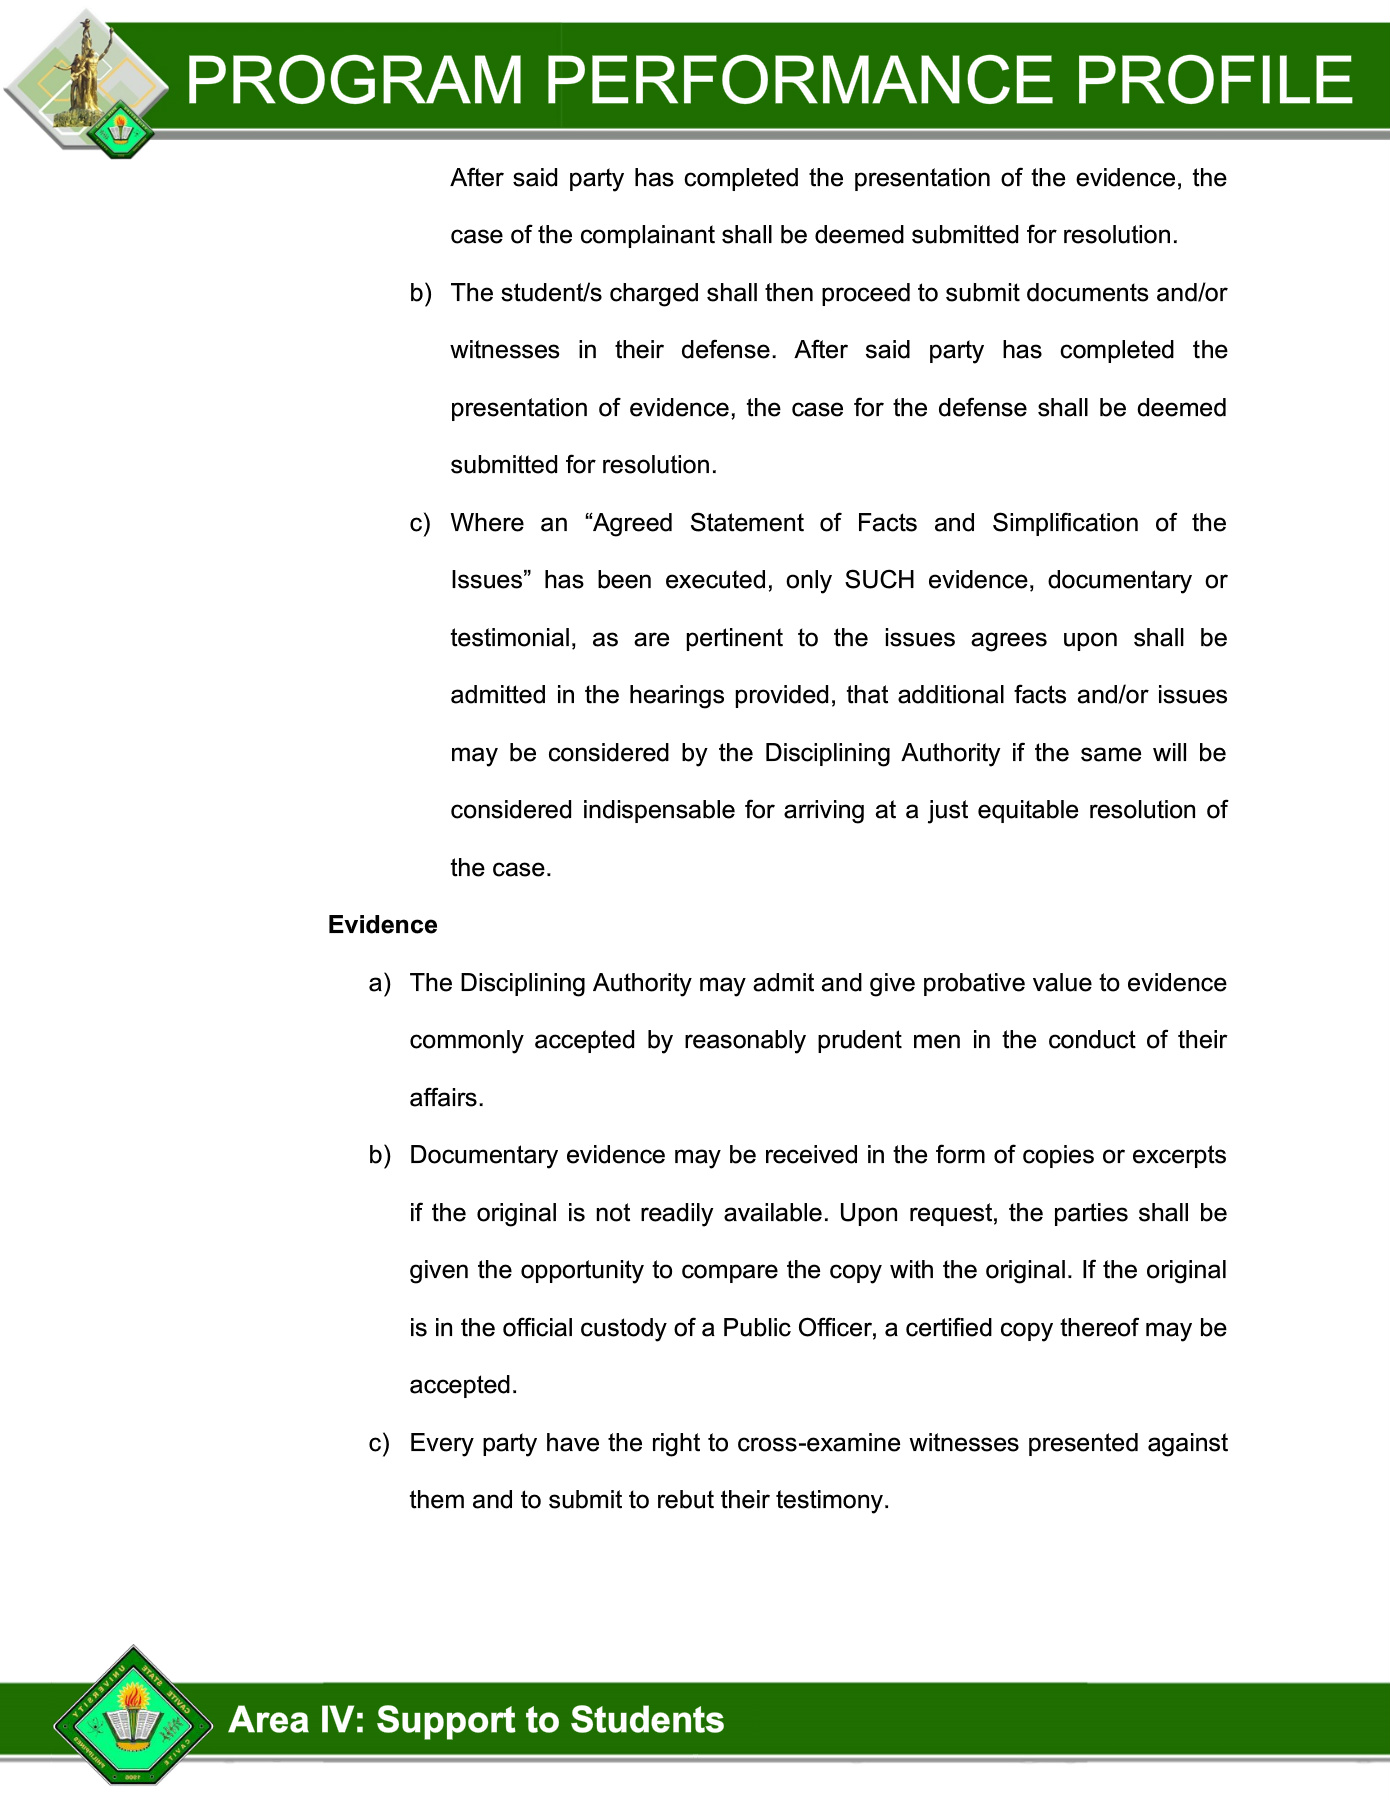 PROGRAM PERFORMANCE PROFILE
After said party has completed the presentation of the evidence, the
case of the complainant shall be deemed submitted for resolution.
b) The student/s charged shall then proceed to submit documents and/or
witnesses in their defense. After said party has completed the
presentation of evidence, the case for the defense shall be deemed
submitted for resolution.
c) Where an “Agreed Statement of Facts and Simplification of the
Issues” has been executed, only SUCH evidence, documentary or
testimonial, as are pertinent to the issues agrees upon shall be
admitted in the hearings provided, that additional facts and/or issues
may be considered by the Disciplining Authority if the same will be
considered indispensable for arriving at a just equitable resolution of
the case.
Evidence
a) The Disciplining Authority may admit and give probative value to evidence
commonly accepted by reasonably prudent men in the conduct of their
affairs.
b) Documentary evidence may be received in the form of copies or excerpts
if the original is not readily available. Upon request, the parties shall be
given the opportunity to compare the copy with the original. If the original
is in the official custody of a Public Officer, a certified copy thereof may be
accepted.
c) Every party have the right to cross-examine witnesses presented against
them and to submit to rebut their testimony.
CAVITE STATE UNIVERSITY
CAVITE PHILIPPINES
Area IV: Support to Students